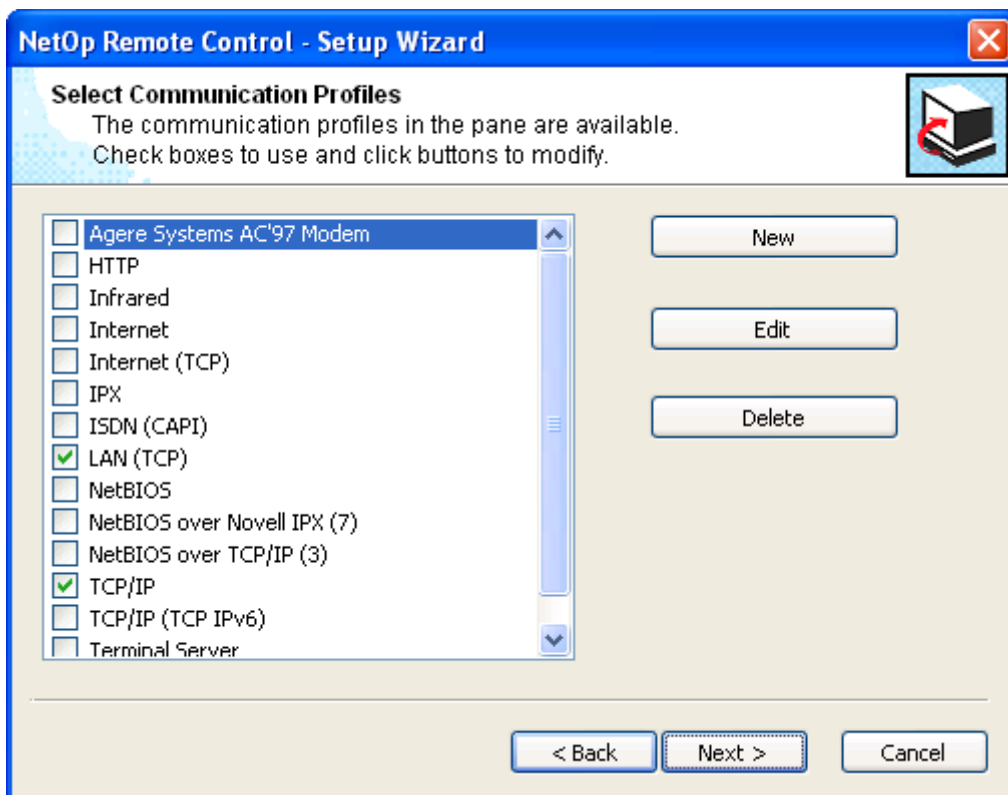 NetOp Remote Control - Setup Wizard
Select Communication Profiles
The communication profiles in the pane are available.
Check boxes to use and click buttons to modify.
Agere Systems AC'97 Modem
HTTP
Infrared
Internet
Internet (TCP)
IPX
ISDN (CAPI)
LAN (TCP)
NetBIOS
NetBIOS over Novell IPX (7)
NetBIOS over TCP/IP (3)
TCP/IP
TCP/IP (TCP IPv6)
Terminal Server
New
Edit
Delete
< Back
Next >
Cancel